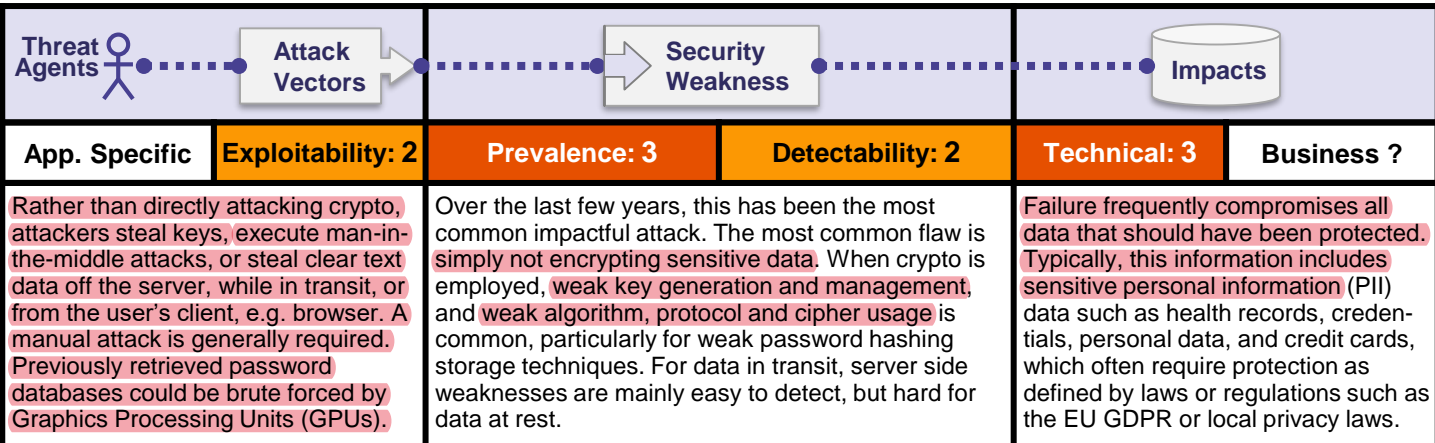 Threat
Agents
Attack
Vectors
Security
Weakness
Impacts
App. Specific
Exploitability: 2
Prevalence: 3
Detectability: 2
Technical: 3
Business ?
Rather than directly attacking crypto,
attackers steal keys, execute man-in-
the-middle attacks, or steal clear text
data off the server, while in transit, or
from the user’s client, e.g. browser. A
manual attack is generally required.
Previously retrieved password
databases could be brute forced by
Graphics Processing Units (GPUs).
Over the last few years, this has been the most
common impactful attack. The most common flaw is
simply not encrypting sensitive data. When crypto is
employed, weak key generation and management,
and weak algorithm, protocol and cipher usage is
common, particularly for weak password hashing
storage techniques. For data in transit, server side
weaknesses are mainly easy to detect, but hard for
data at rest.
Failure frequently compromises all
data that should have been protected.
Typically, this information includes
sensitive personal information (PII)
data such as health records, creden-
tials, personal data, and credit cards,
which often require protection as
defined by laws or regulations such as
the EU GDPR or local privacy laws.